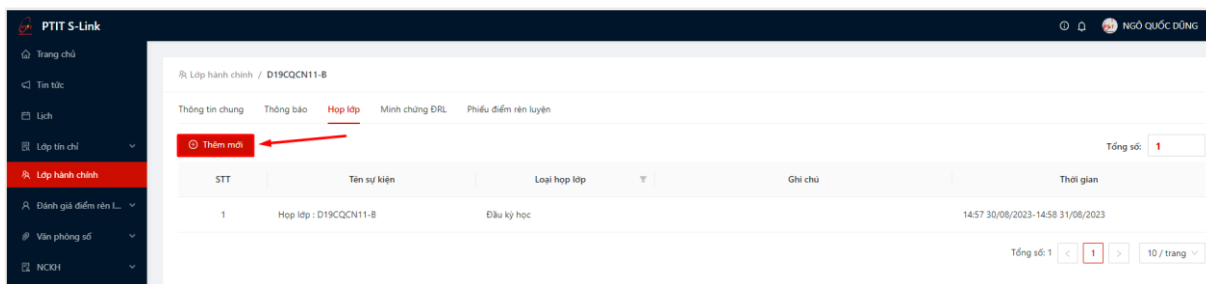 PTIT S-Link
NGÔ QUỐC DŨNG
Trang chủ
Tin tức
Lịch
Lớp tín chỉ
Lớp hành chính
Đánh giá điểm rèn l...
Văn phòng số
NCKH
Lớp hành chính / D19CQCN11-B
Thông tin chung Thông báo Họp lớp Minh chứng ĐRL Phiếu điểm rèn luyện
Thêm mới
Tổng số: 1
STT Tên sự kiện Loại họp lớp Ghi chú Thời gian
1 Họp lớp : D19CQCN11-B Đầu kỳ học 14:57 30/08/2023-14:58 31/08/2023
Tổng số: 1 < 1 > 10 / trang